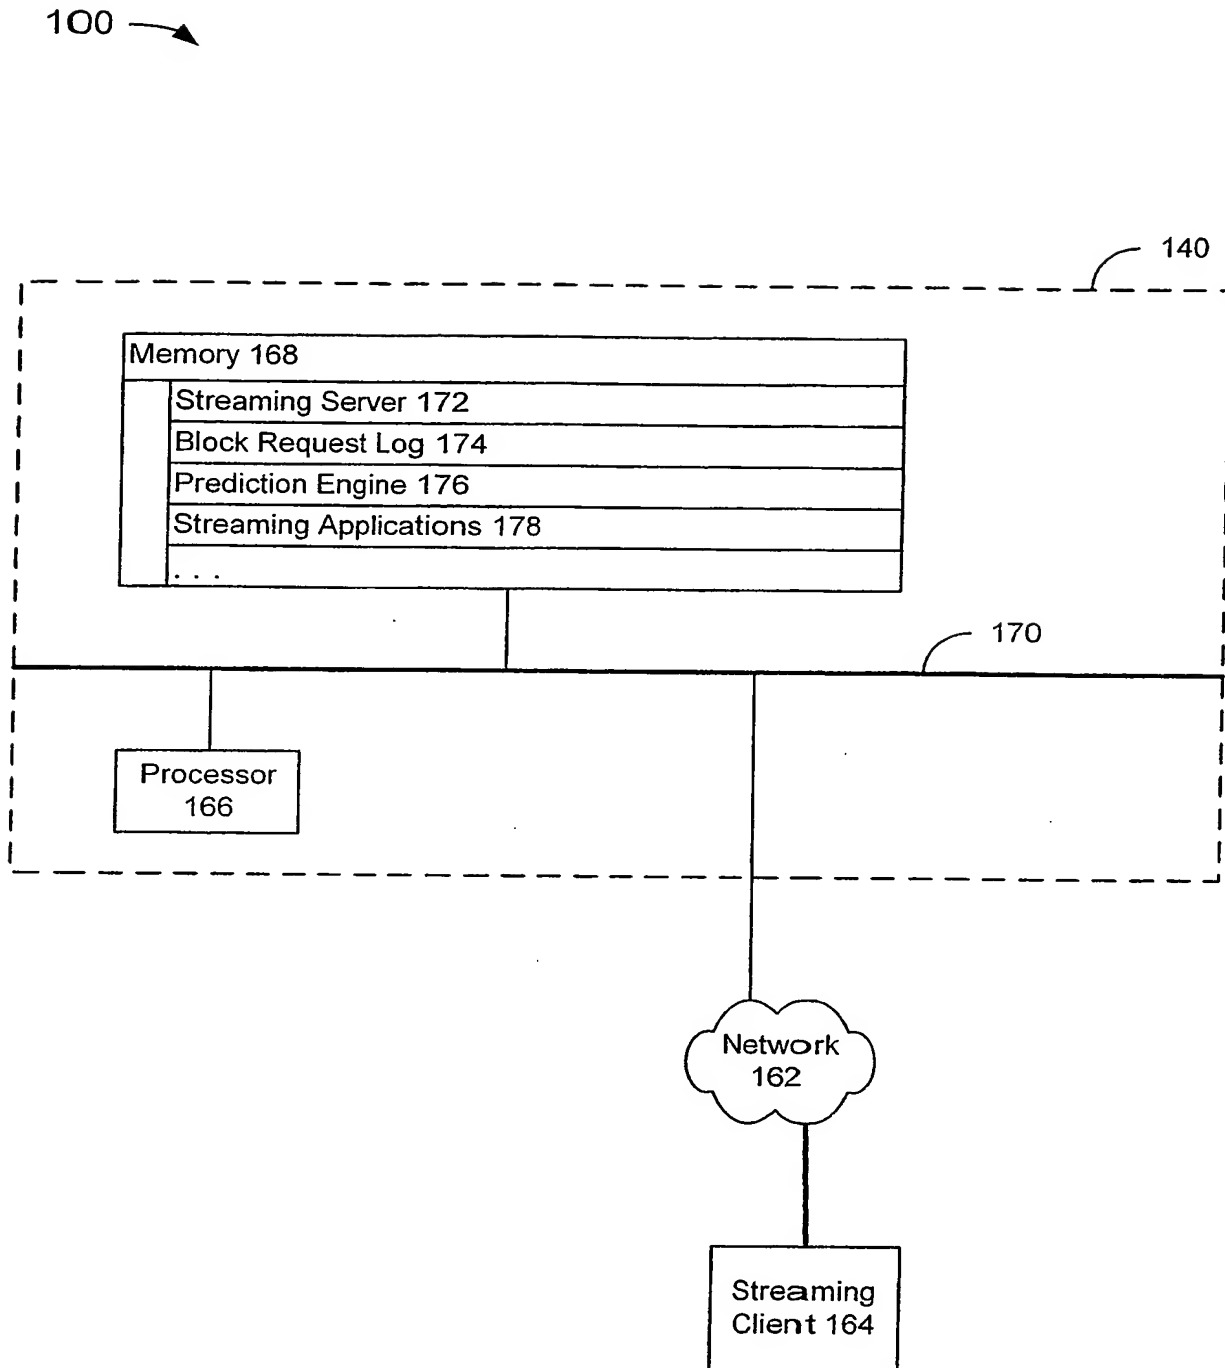 100
140
Memory 168
Streaming Server 172
Block Request Log 174
Prediction Engine 176
Streaming Applications 178
. . .
170
Processor
166
Network
162
Streaming
Client 164